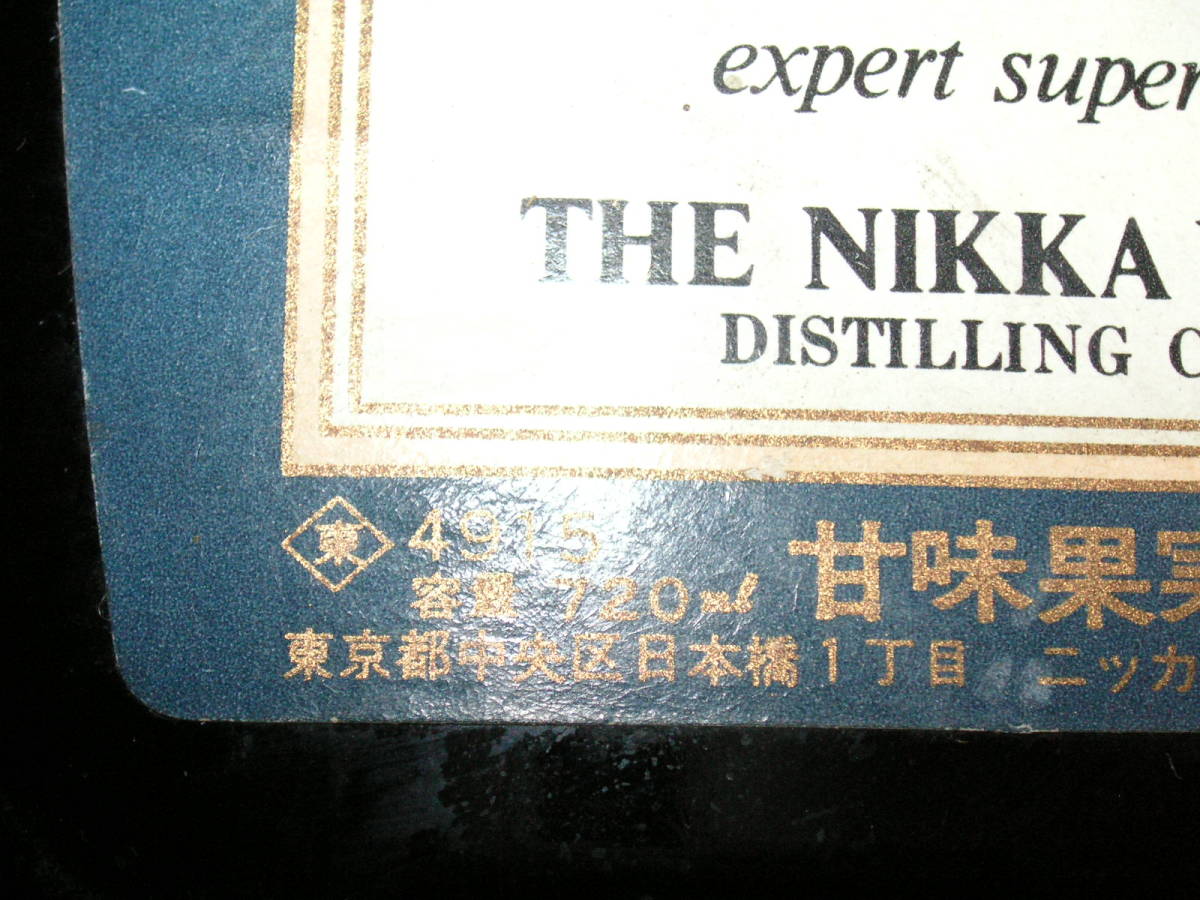 expert super
THE NIKKA
DISTILLING C
東 4915
容量 720ml
甘味果実
東京都中央区日本橋1丁目 ニッカ